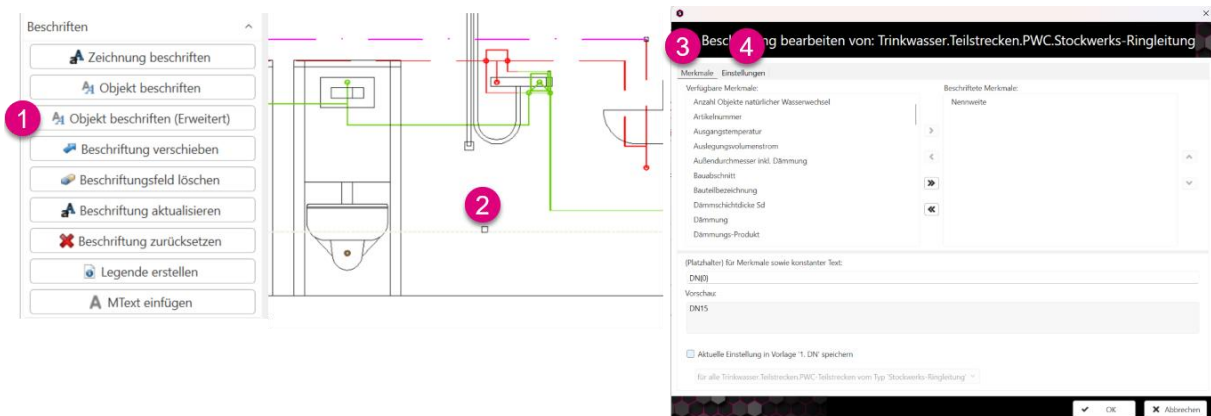 Beschriften
Zeichnung beschriften
Objekt beschriften
1
Objekt beschriften (Erweitert)
Beschriftung verschieben
Beschriftungsfeld löschen
Beschriftung aktualisieren
Beschriftung zurücksetzen
Legende erstellen
MText einfügen
2
3
4
bearbeiten von: Trinkwasser.Teilstrecken.PWC.Stockwerks-Ringleitung
Merkmale Einstellungen
Verfügbare Merkmale:
Anzahl Objekte natürlicher Wasserwechsel
Artikelnummer
Ausgangstemperatur
Auslegungsvolumenstrom
Außendurchmesser inkl. Dämmung
Bauabschnitt
Bauteilbezeichnung
Dämmschichtdicke Sd
Dämmung
Dämmungs-Produkt
Beschriftete Merkmale:
Nennweite
{Platzhalter} für Merkmale sowie konstanter Text:
DN{0}
Vorschau:
DN15
Aktuelle Einstellung in Vorlage '1. DN' speichern
für alle Trinkwasser.Teilstrecken.PWC-Teilstrecken vom Typ 'Stockwerks-Ringleitung'
OK
Abbrechen